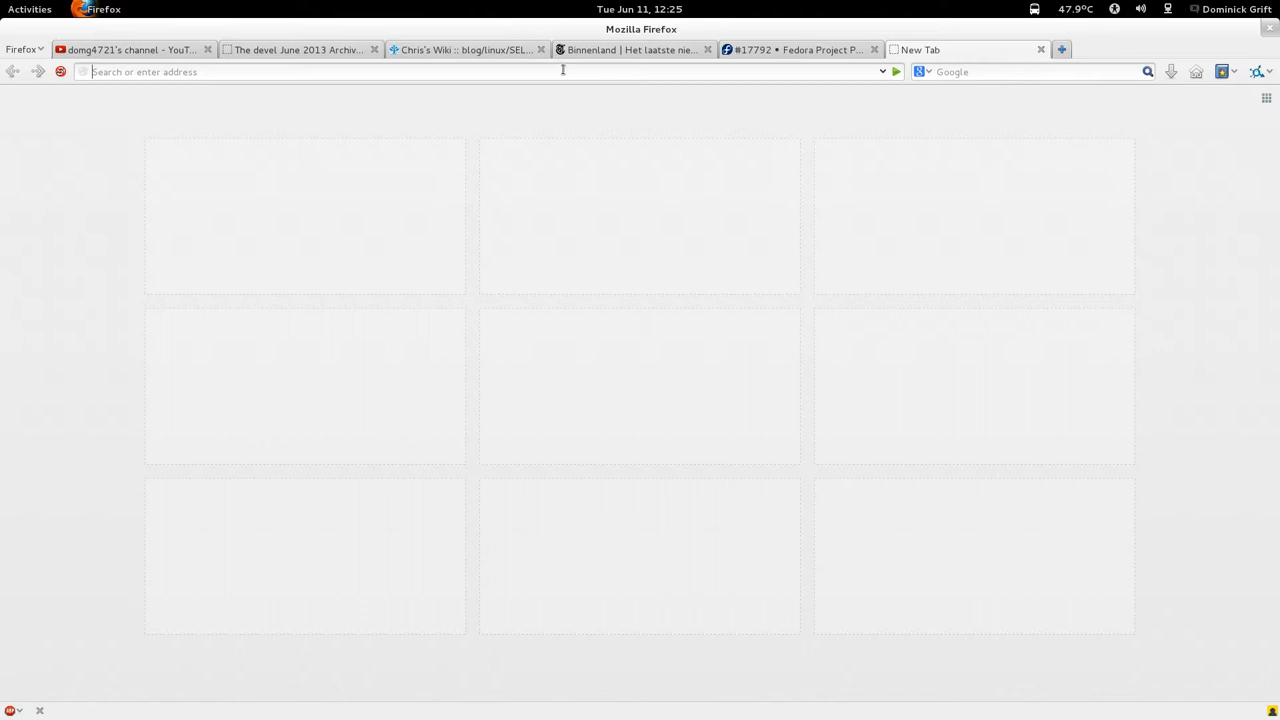 Activities Firefox Tue Jun 11, 12:25 47.9°C Dominick Grift
Mozilla Firefox
Firefox domg4721's channel - YouT... The devel June 2013 Archiv... Chris's Wiki :: blog/linux/SEL... Binnenland | Het laatste nie... #17792 • Fedora Project P... New Tab
Search or enter address Google
ABP